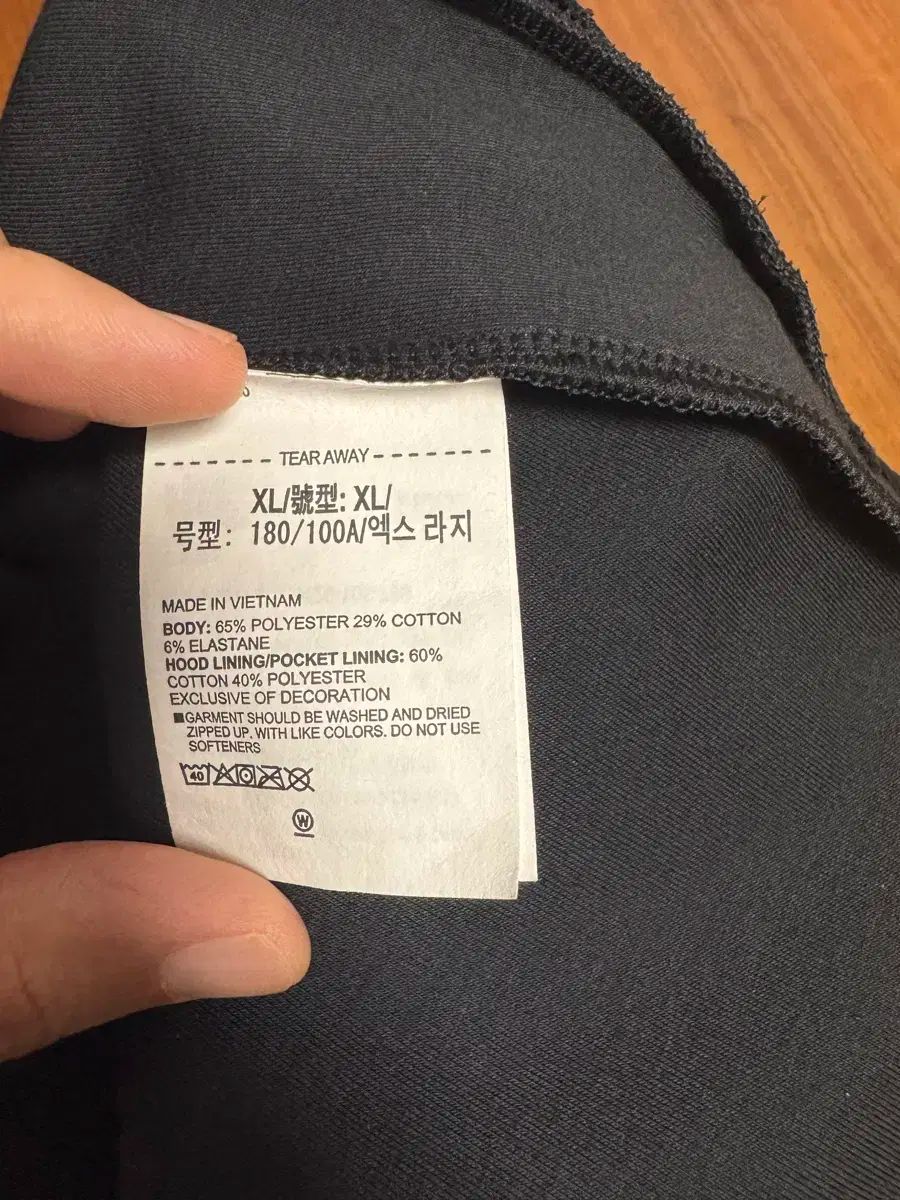 - - - - - - - - - TEAR AWAY - - - - - - - - -
XL/號型: XL/
号型: 180/100A/엑스 라지
MADE IN VIETNAM
BODY: 65% POLYESTER 29% COTTON
6% ELASTANE
HOOD LINING/POCKET LINING: 60%
COTTON 40% POLYESTER
EXCLUSIVE OF DECORATION
■GARMENT SHOULD BE WASHED AND DRIED
ZIPPED UP. WITH LIKE COLORS. DO NOT USE
SOFTENERS
40
W